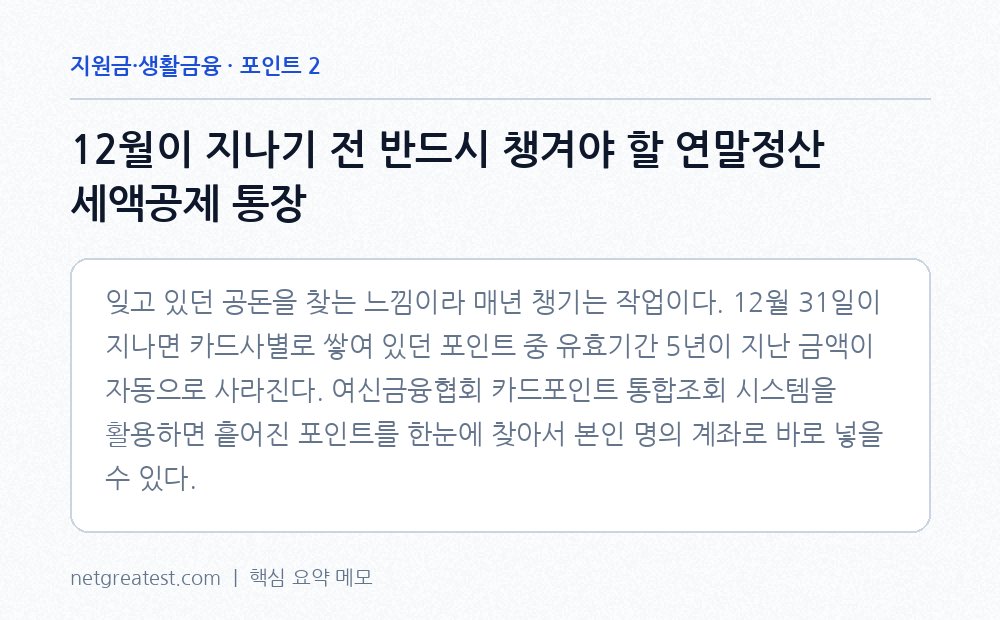 지원금·생활금융 · 포인트 2
12월이 지나기 전 반드시 챙겨야 할 연말정산
세액공제 통장
잊고 있던 공돈을 찾는 느낌이라 매년 챙기는 작업이다. 12월 31일이
지나면 카드사별로 쌓여 있던 포인트 중 유효기간 5년이 지난 금액이
자동으로 사라진다. 여신금융협회 카드포인트 통합조회 시스템을
활용하면 흩어진 포인트를 한눈에 찾아서 본인 명의 계좌로 바로 넣을
수 있다.
netgreatest.com | 핵심 요약 메모